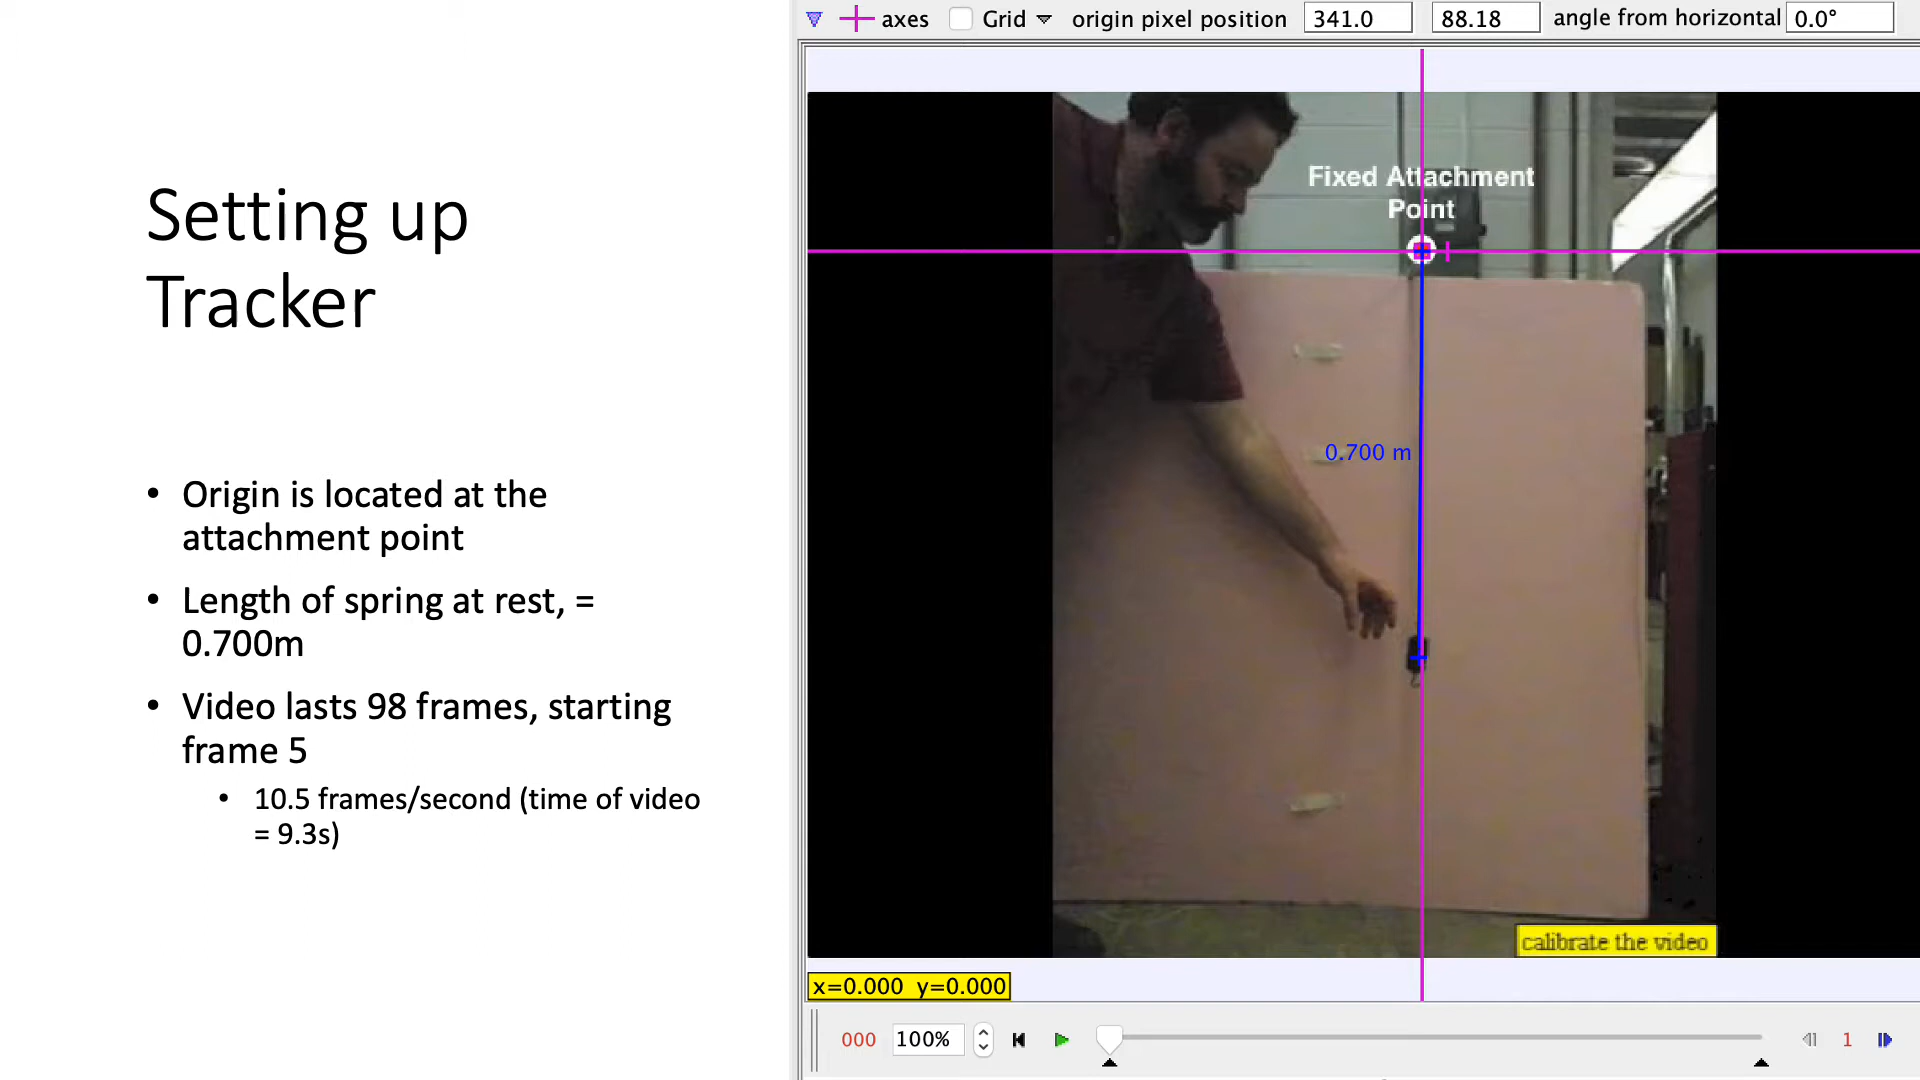 axes Grid origin pixel position 341.0 88.18 angle from horizontal 0.0°
Setting up
Tracker
• Origin is located at the
attachment point
• Length of spring at rest, =
0.700m
• Video lasts 98 frames, starting
frame 5
• 10.5 frames/second (time of video
= 9.3s)
Fixed Attachment
Point
0.700 m
calibrate the video
x=0.000 y=0.000
000 100% 1